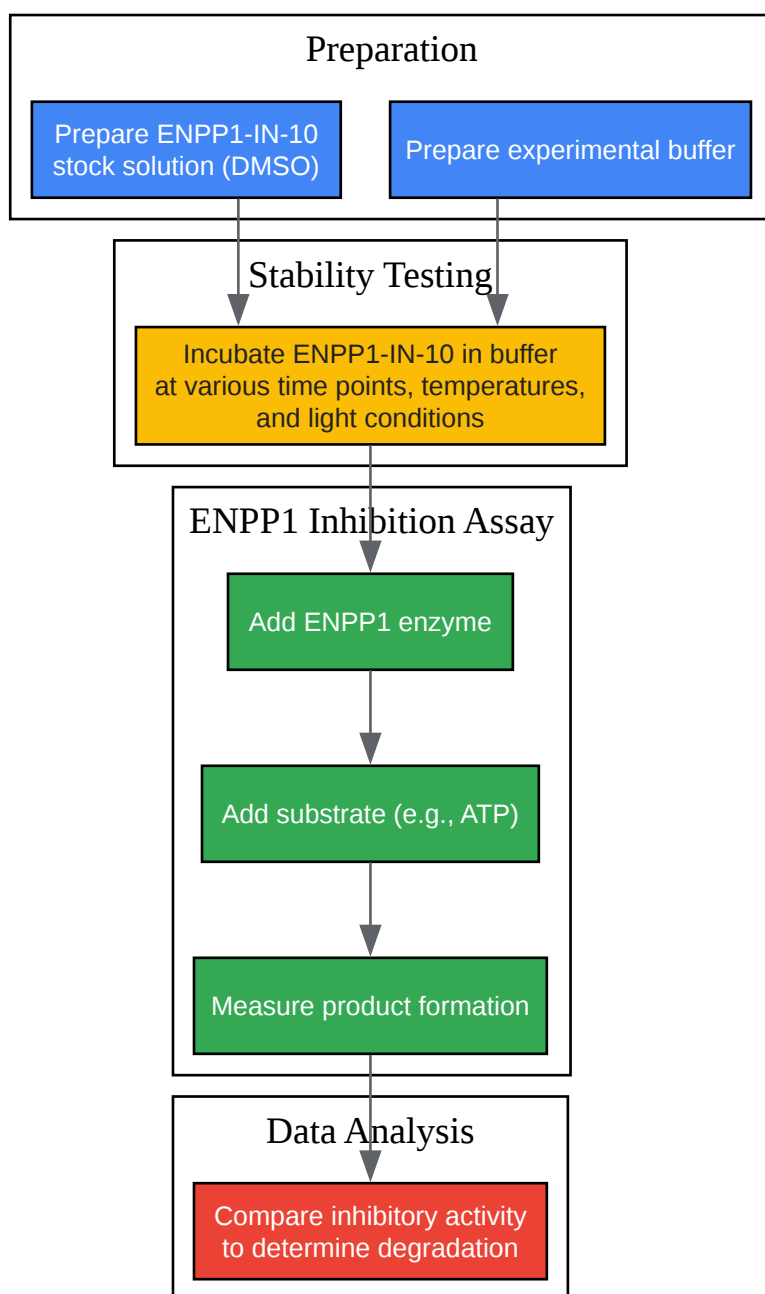 Preparation
Prepare ENPP1-IN-10
stock solution (DMSO)
Prepare experimental buffer
Stability Testing
Incubate ENPP1-IN-10 in buffer
at various time points, temperatures,
and light conditions
ENPP1 Inhibition Assay
Add ENPP1 enzyme
Add substrate (e.g., ATP)
Measure product formation
Data Analysis
Compare inhibitory activity
to determine degradation